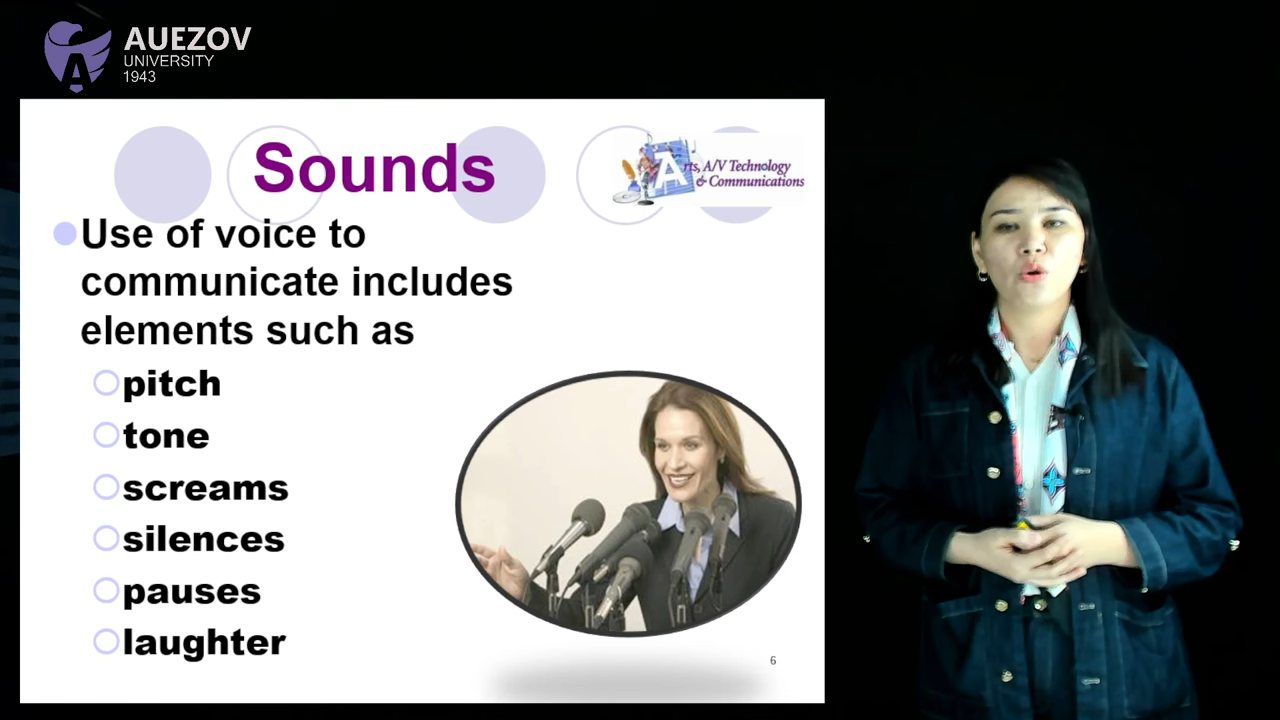 AUEZOV
UNIVERSITY
1943
Sounds
Arts, A/V Technology
& Communications
Use of voice to
communicate includes
elements such as
pitch
tone
screams
silences
pauses
laughter
6